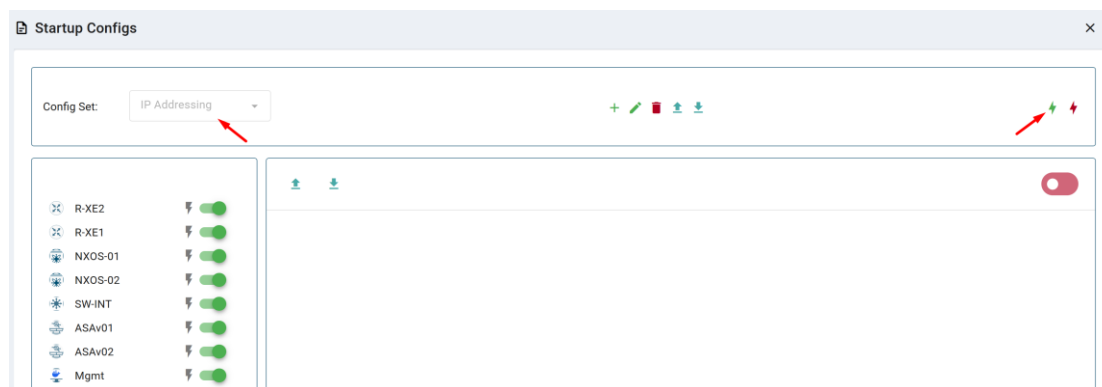 Startup Configs
Config Set:
IP Addressing
R-XE2
R-XE1
NXOS-01
NXOS-02
SW-INT
ASAv01
ASAv02
Mgmt